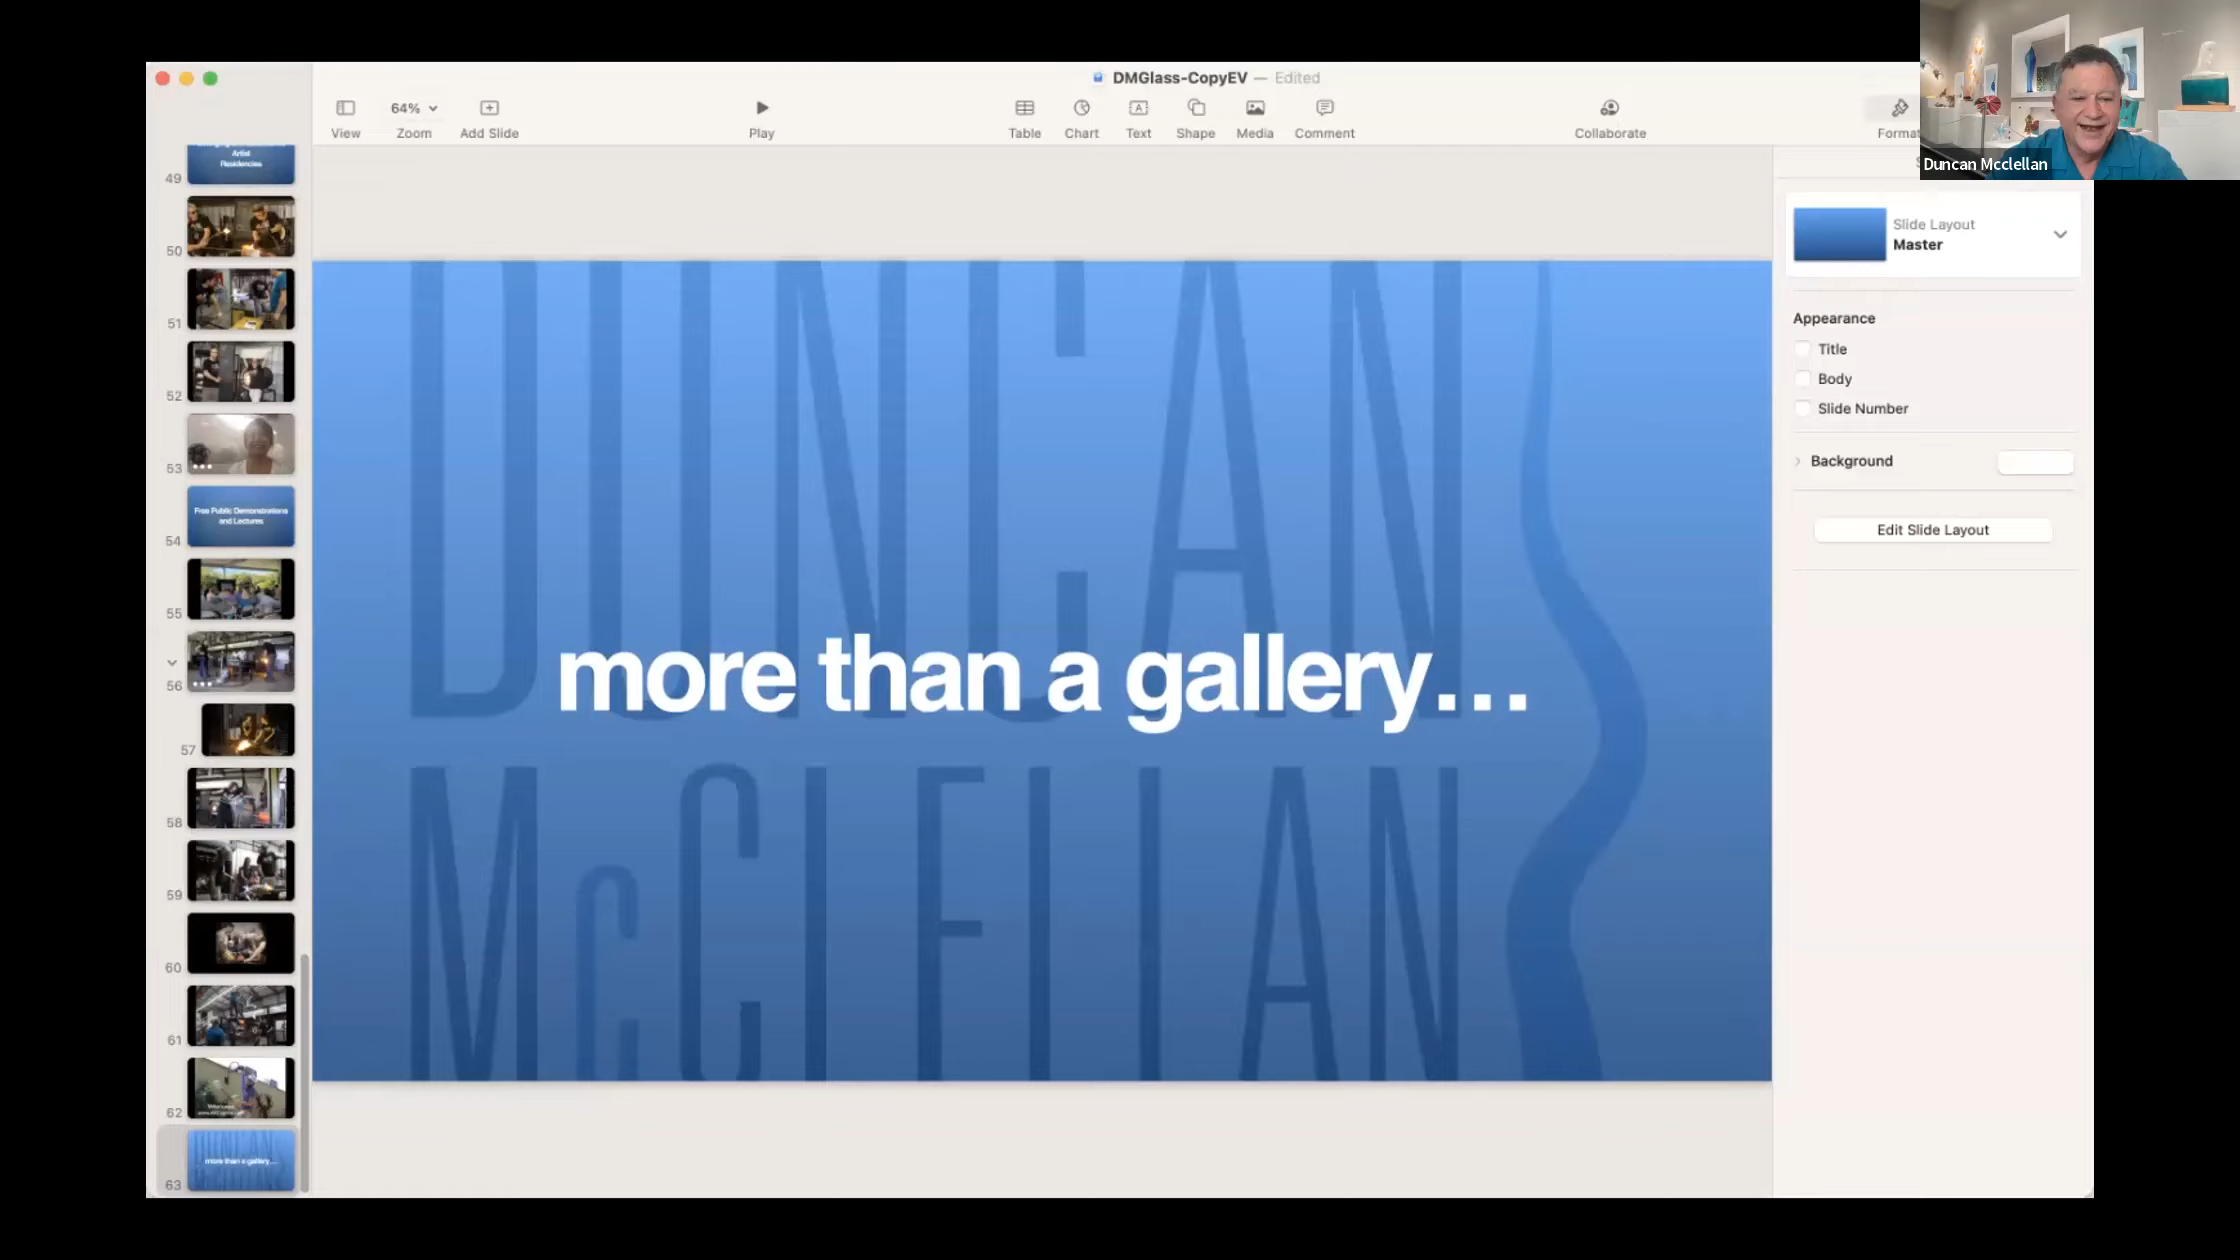 DMGlass-CopyEV — Edited
64%
View
Zoom
Add Slide
Play
Table
Chart
Text
Shape
Media
Comment
Collaborate
Format
Duncan Mcclellan
Artist
Residencies
49
50
51
52
53
Free Public Demonstrations
and Lectures
54
55
56
57
58
59
60
61
62
more than a gallery...
63
DUNCAN
more than a gallery...
McCLELLAN
Slide Layout
Master
Appearance
Title
Body
Slide Number
Background
Edit Slide Layout